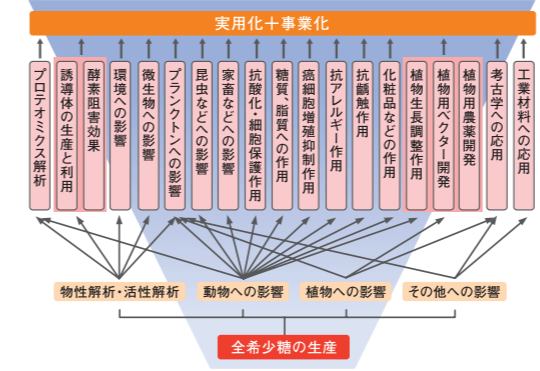 実用化＋事業化
プロテオミクス解析
誘導体の生産と利用
酵素阻害効果
環境への影響
微生物への影響
プランクトンへの影響
昆虫などへの影響
家畜などへの影響
抗酸化・細胞保護作用
糖質、脂質への作用
癌細胞増殖抑制作用
抗アレルギー作用
抗齲触作用
化粧品などの作用
植物生長調整作用
植物用ベクター開発
植物用農薬開発
考古学への応用
工業材料への応用
物性解析・活性解析
動物への影響
植物への影響
その他への影響
全希少糖の生産